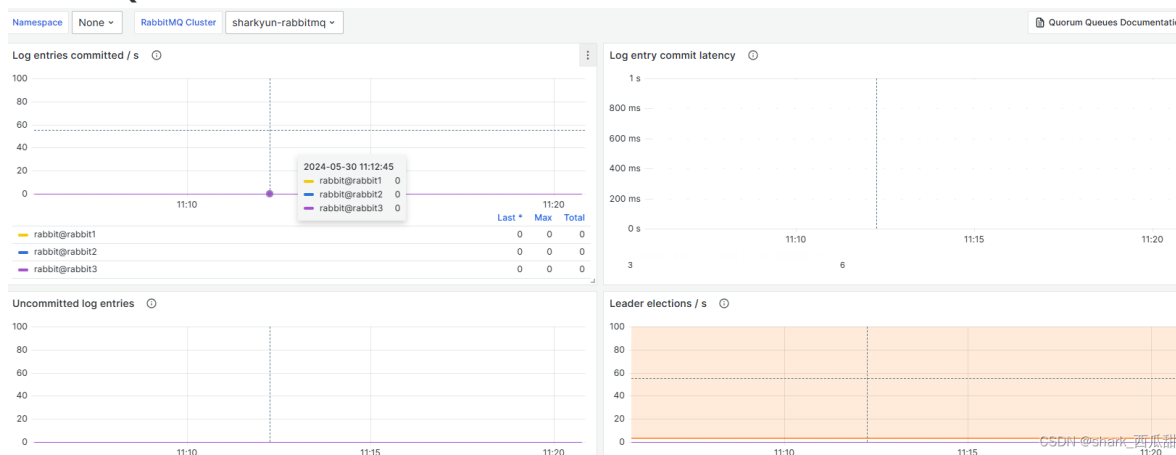 Namespace None RabbitMQ Cluster sharkyun-rabbitmq Quorum Queues Documentati
Log entries committed / s
100
80
60
40
20
0
11:10 11:20
2024-05-30 11:12:45
rabbit@rabbit1 0
rabbit@rabbit2 0
rabbit@rabbit3 0
Last * Max Total
rabbit@rabbit1 0 0 0
rabbit@rabbit2 0 0 0
rabbit@rabbit3 0 0 0
Log entry commit latency
1 s
800 ms
600 ms
400 ms
200 ms
0 s
11:10 11:15 11:20
3 6
Uncommitted log entries
100
80
60
40
20
0
11:10 11:15 11:20
Leader elections / s
100
80
60
40
20
0
11:10 11:15 11:20
CSDN @shark_西瓜甜